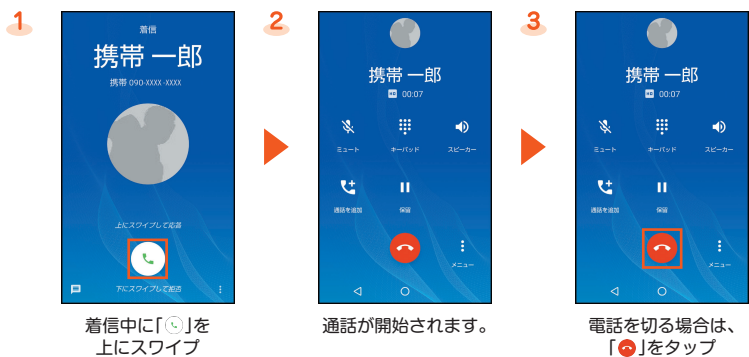 1
着信
携帯 一郎
携帯 090-XXXX-XXXX
上にスワイプして応答
下にスワイプして拒否
着信中に「」を
上にスワイプ
2
携帯 一郎
HD 00:07
ミュート キーパッド スピーカー
通話を追加 保留
メニュー
通話が開始されます。
3
携帯 一郎
HD 00:07
ミュート キーパッド スピーカー
通話を追加 保留
メニュー
電話を切る場合は、
「」をタップ